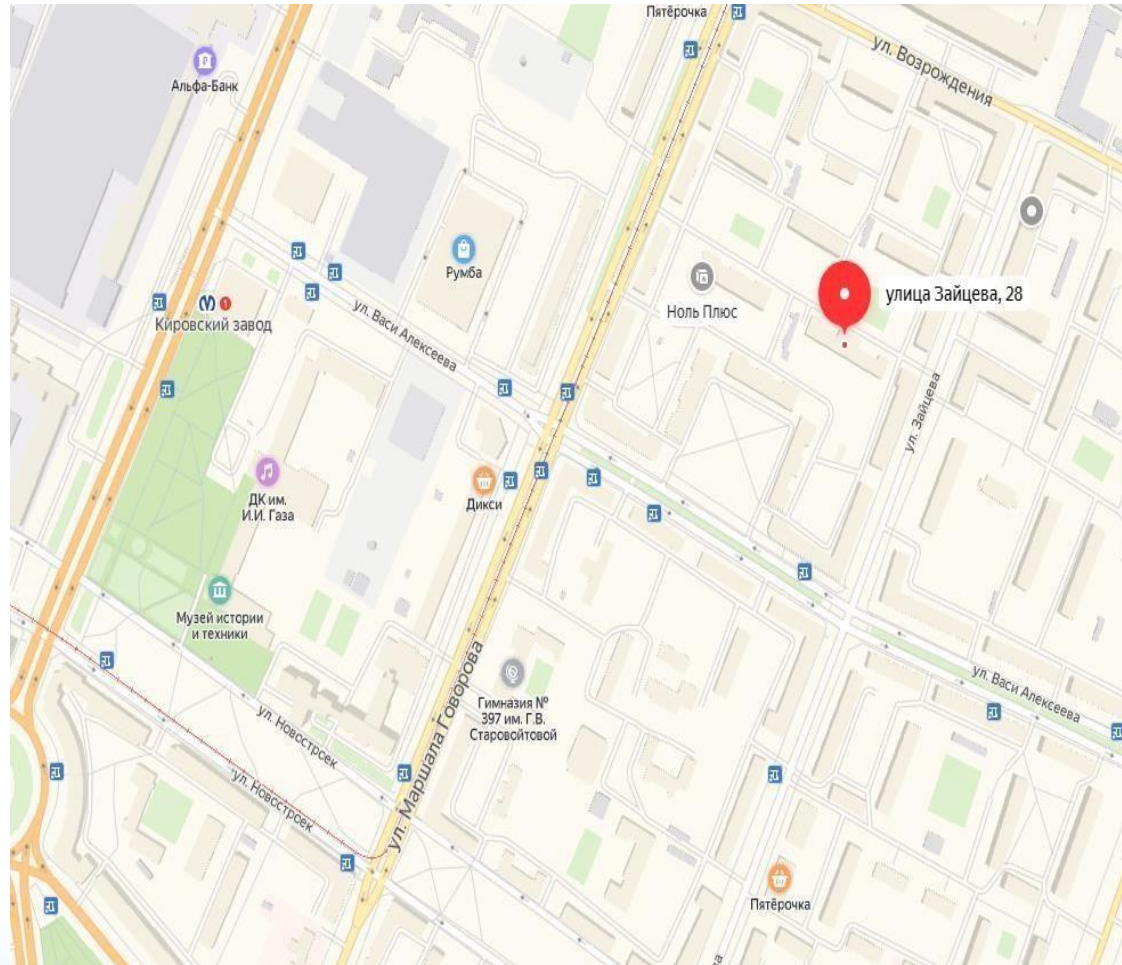 Пятёрочка
ул. Возрождения
Альфа-Банк
Румба
Ноль Плюс
улица Зайцева, 28
Кировский завод
1
ул. Васи Алексеева
ул. Зайцева
ДК им.
И.И. Газа
Дикси
Музей истории
и техники
ул. Маршала Говорова
Гимназия №
397 им. Г.В.
Старовойтовой
ул. Васи Алексеева
ул. Новостроек
ул. Новостроек
Пятёрочка